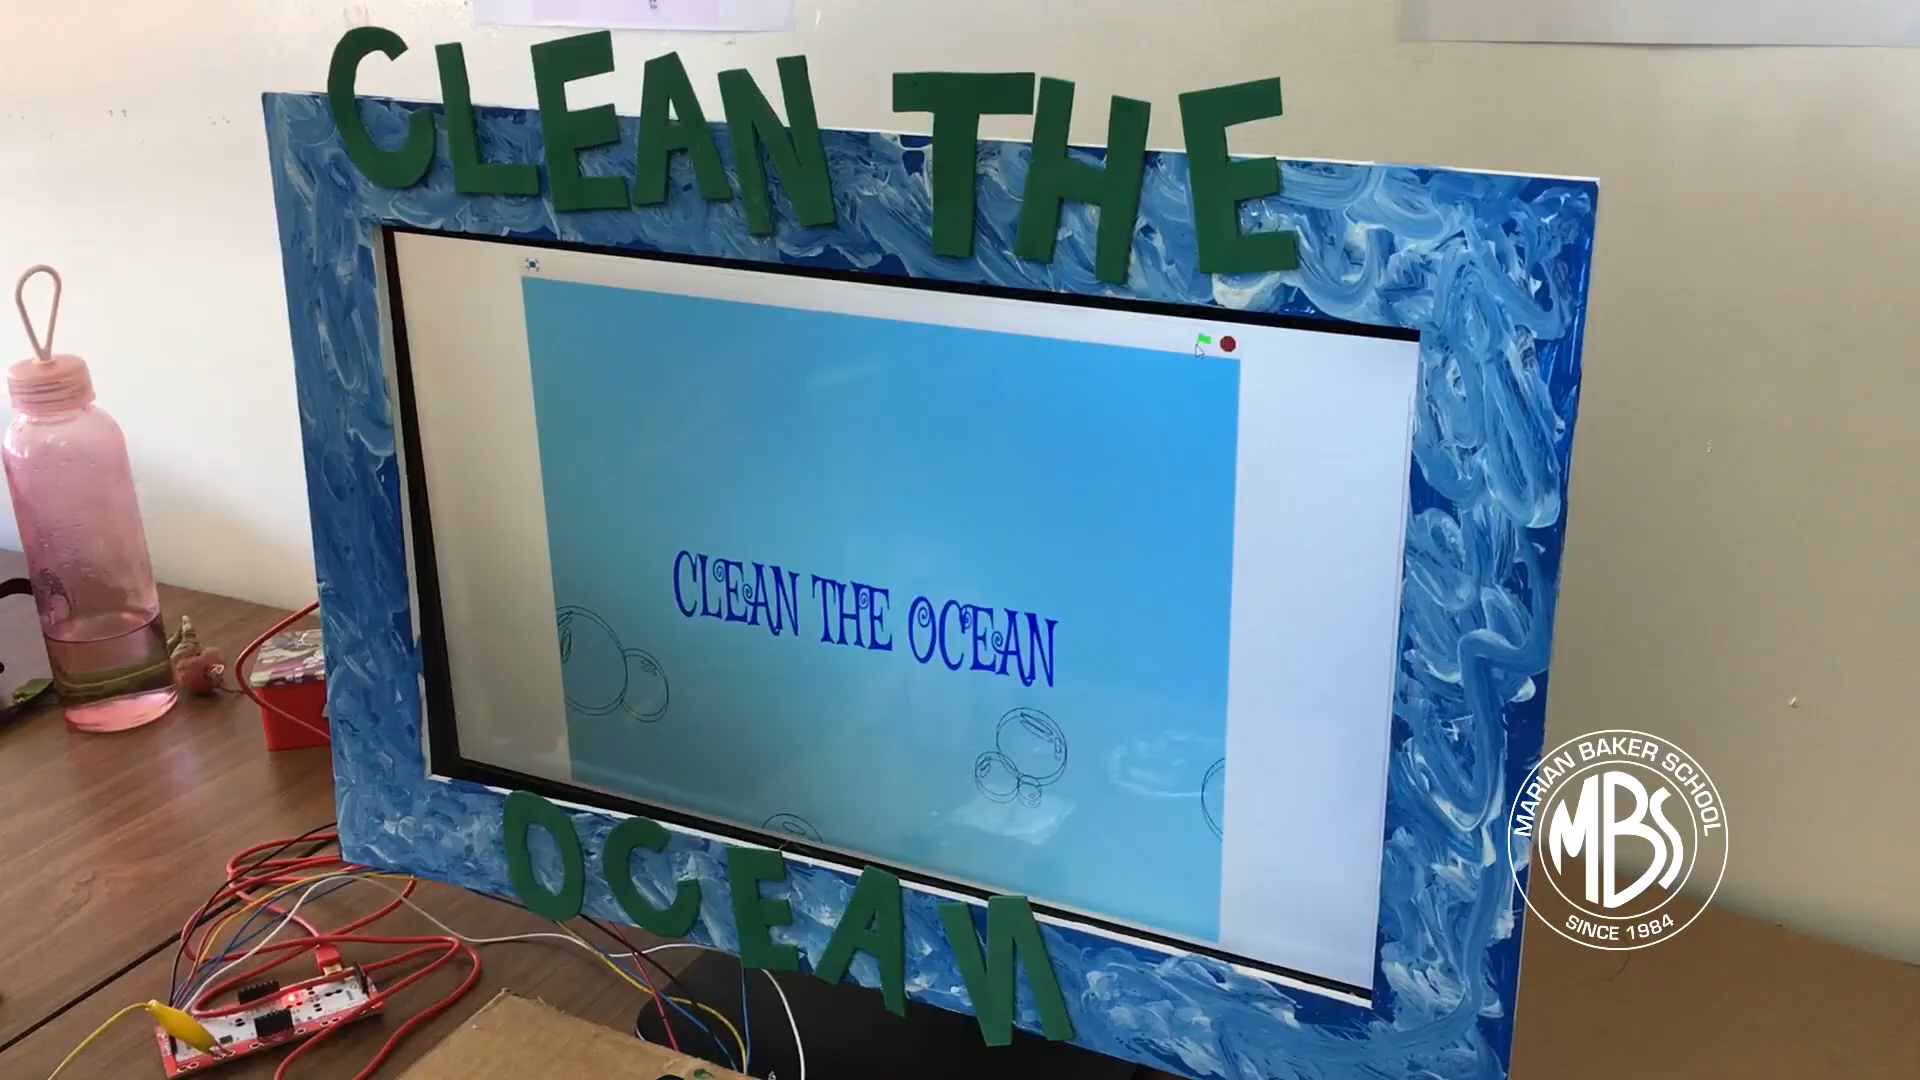 CLEAN THE
CLEAN THE OCEAN
OCEAN
MARIAN BAKER SCHOOL
MBS
SINCE 1984